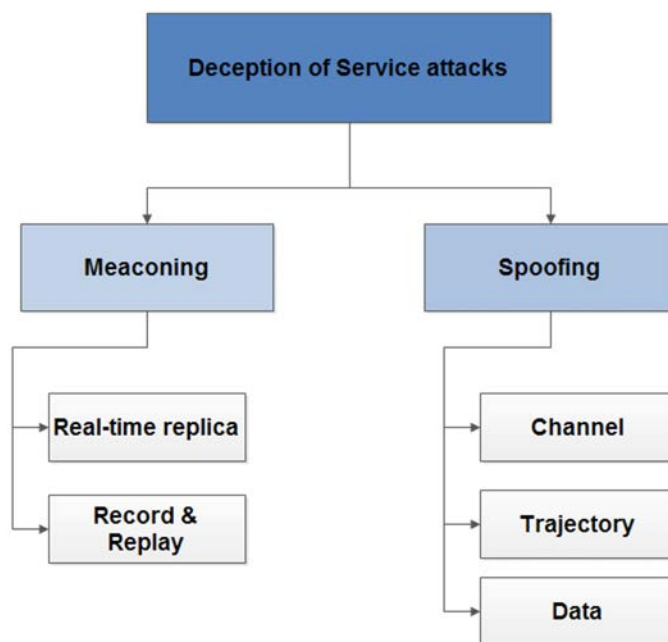 Deception of Service attacks
Meaconing
Spoofing
Real-time replica
Record &
Replay
Channel
Trajectory
Data